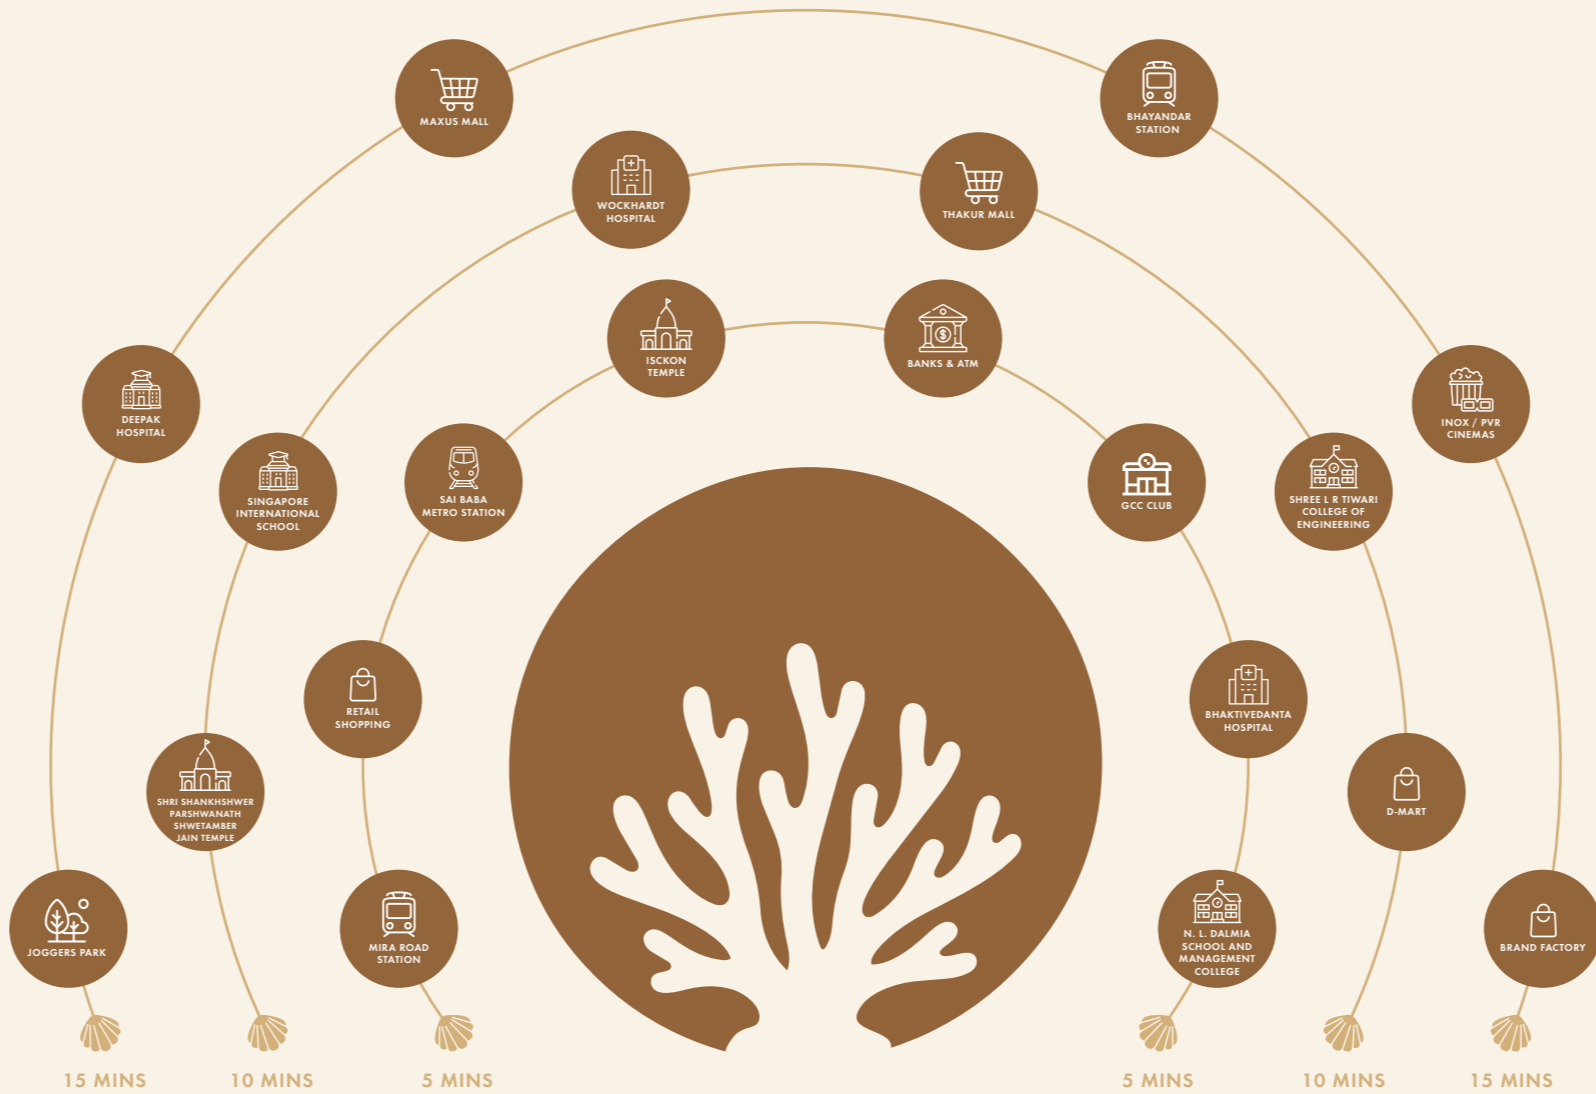 MAXUS MALL
BHAYANDAR
STATION
WOCKHARDT
HOSPITAL
THAKUR MALL
ISCKON
TEMPLE
BANKS & ATM
DEEPAK
HOSPITAL
INOX / PVR
CINEMAS
SINGAPORE
INTERNATIONAL
SCHOOL
SAI BABA
METRO STATION
GCC CLUB
SHREE L R TIWARI
COLLEGE OF
ENGINEERING
RETAIL
SHOPPING
BHAKTIVEDANTA
HOSPITAL
SHRI SHANKHSHWER
PARSHWANATH
SHWETAMBER
JAIN TEMPLE
D-MART
JOGGERS PARK
MIRA ROAD
STATION
N. L. DALMIA
SCHOOL AND
MANAGEMENT
COLLEGE
BRAND FACTORY
15 MINS
10 MINS
5 MINS
5 MINS
10 MINS
15 MINS